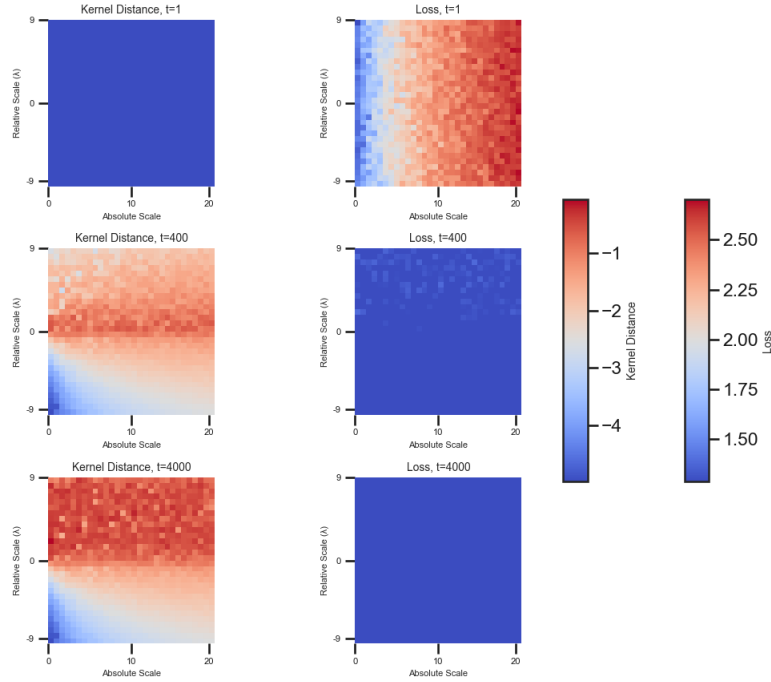 Kernel Distance, t=1
Loss, t=1
9
0
-9
Relative Scale (λ)
0
10
20
Absolute Scale
9
0
-9
Relative Scale (λ)
0
10
20
Absolute Scale
Kernel Distance, t=400
Loss, t=400
9
0
-9
Relative Scale (λ)
0
10
20
Absolute Scale
9
0
-9
Relative Scale (λ)
0
10
20
Absolute Scale
Kernel Distance, t=4000
Loss, t=4000
9
0
-9
Relative Scale (λ)
0
10
20
Absolute Scale
9
0
-9
Relative Scale (λ)
0
10
20
Absolute Scale
−1
−2
−3
−4
Kernel Distance
2.50
2.25
2.00
1.75
1.50
Loss